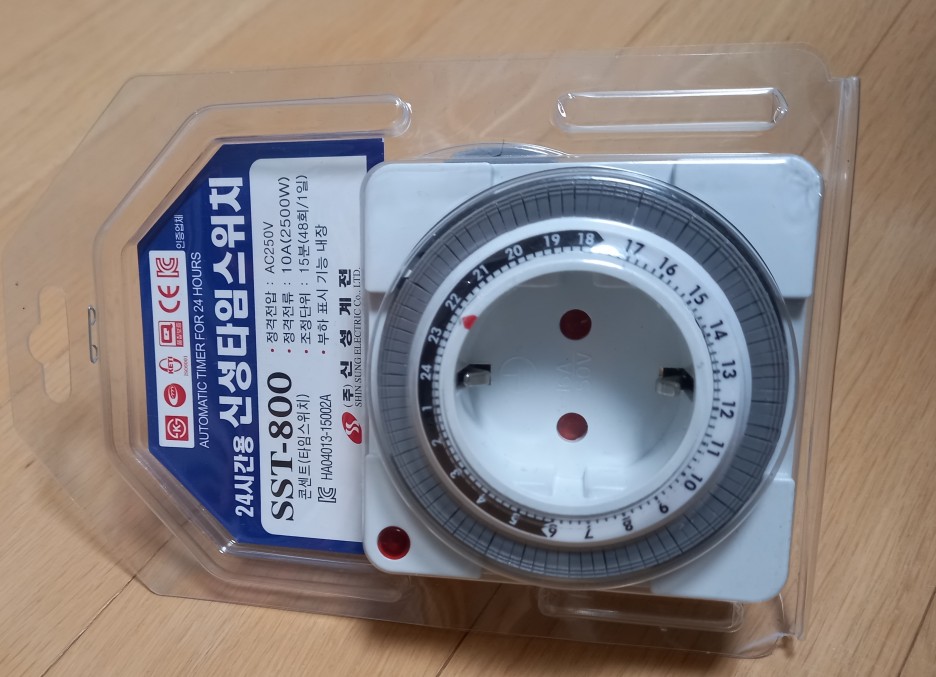 인증업체
AUTOMATIC TIMER FOR 24 HOURS
24시간용 신성타임스위치
SST-800
콘센트(타임스위치)
HA04013-15002A
· 정격전압 : AC250V
· 정격전류 : 10A(2500W)
· 조정단위 : 15분(48회/1일)
· 부하 표시 기능 내장
(주)신성계전
SHIN SUNG ELECTRIC Co., LTD.
1 2 3 4 5 6 7 8 9 10 11 12 13 14 15 16 17 18 19 20 21 22 23 24